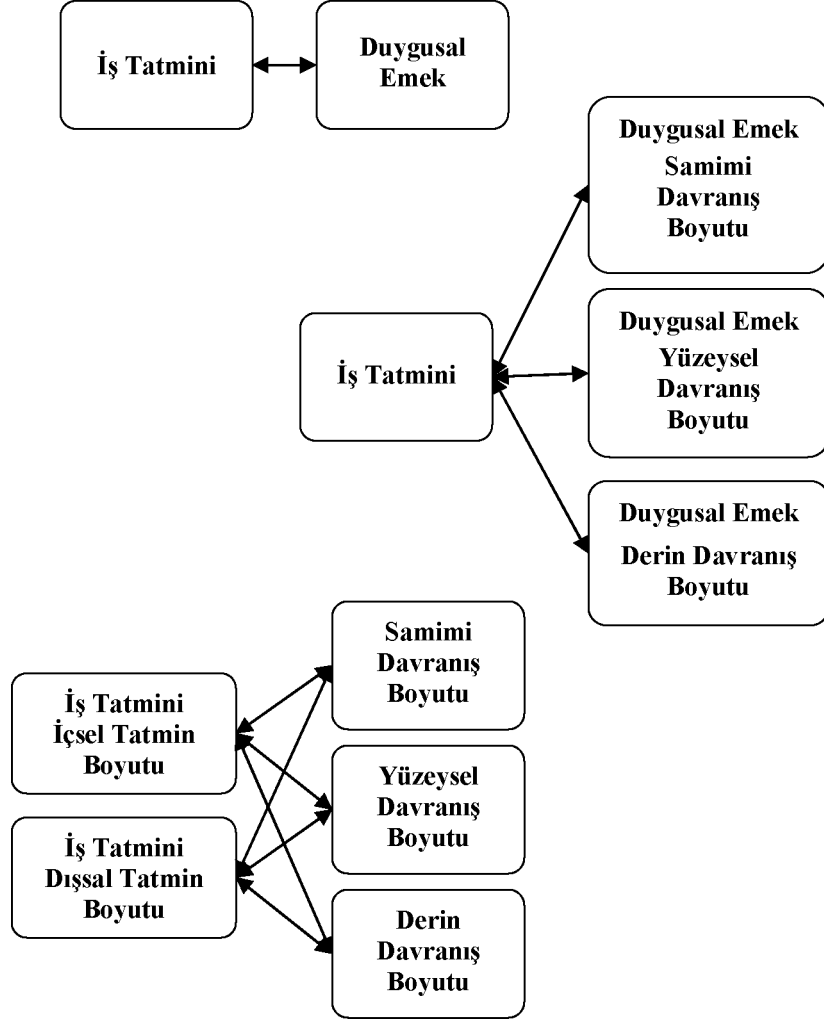 İş Tatmini
Duygusal
Emek
Duygusal Emek
Samimi
Davranış
Boyutu
İş Tatmini
Duygusal Emek
Yüzeysel
Davranış
Boyutu
Duygusal Emek
Derin Davranış
Boyutu
İş Tatmini
İçsel Tatmin
Boyutu
İş Tatmini
Dışsal Tatmin
Boyutu
Samimi
Davranış
Boyutu
Yüzeysel
Davranış
Boyutu
Derin
Davranış
Boyutu